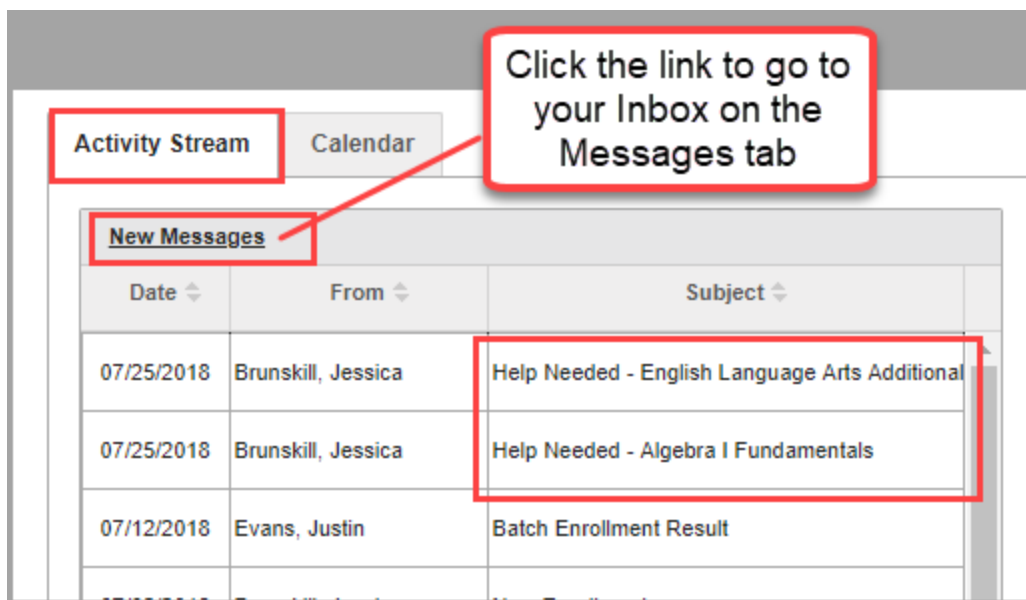 Click the link to go to
your Inbox on the
Messages tab
Activity Stream Calendar
New Messages
Date From Subject
07/25/2018 Brunskill, Jessica Help Needed - English Language Arts Additional
07/25/2018 Brunskill, Jessica Help Needed - Algebra I Fundamentals
07/12/2018 Evans, Justin Batch Enrollment Result